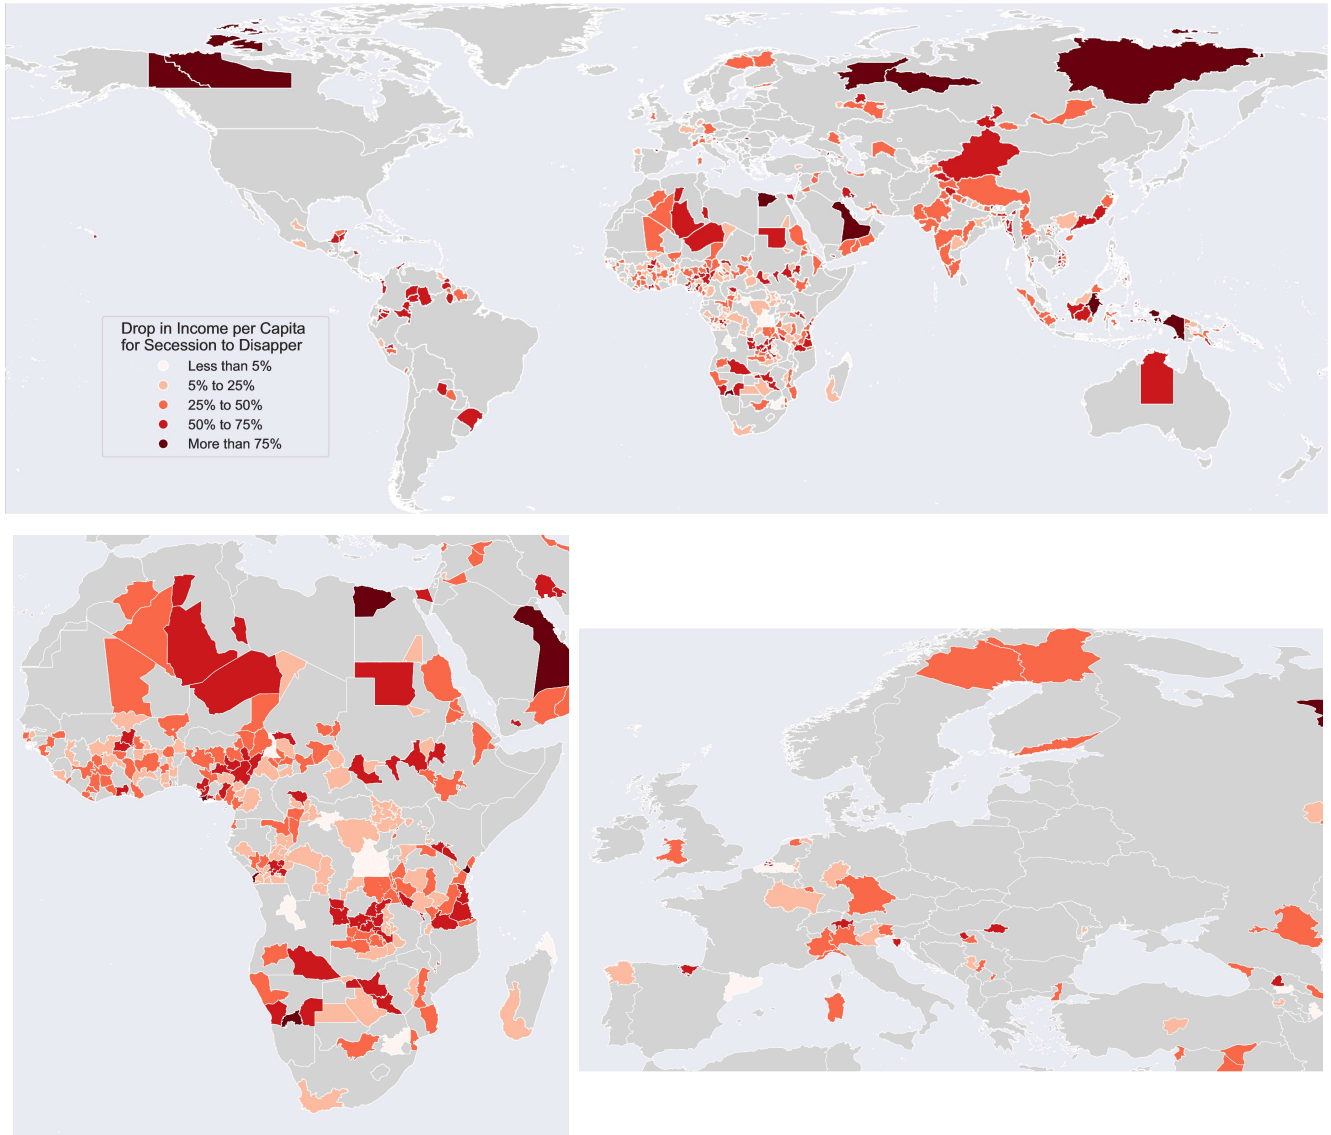 Drop in Income per Capita
for Secession to Disapper
Less than 5%
5% to 25%
25% to 50%
50% to 75%
More than 75%